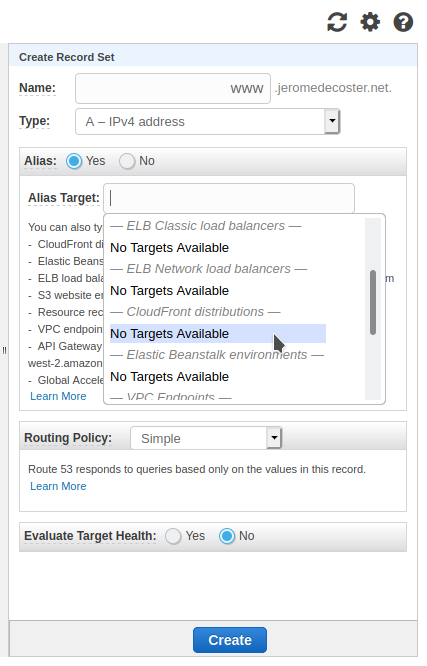 Create Record Set
Name: www .jeromedecoster.net.
Type: A – IPv4 address
Alias: Yes No
Alias Target:
You can also ty
— ELB Classic load balancers —
- CloudFront di
No Targets Available
- Elastic Beans
— ELB Network load balancers —
- ELB load bala
m
No Targets Available
- S3 website en
— CloudFront distributions —
- Resource rec
No Targets Available
- VPC endpoin
— Elastic Beanstalk environments —
- API Gateway
west-2.amazon
No Targets Available
- Global Accele
— VPC Endpoints —
Learn More
Routing Policy: Simple
Route 53 responds to queries based only on the values in this record.
Learn More
Evaluate Target Health: Yes No
Create